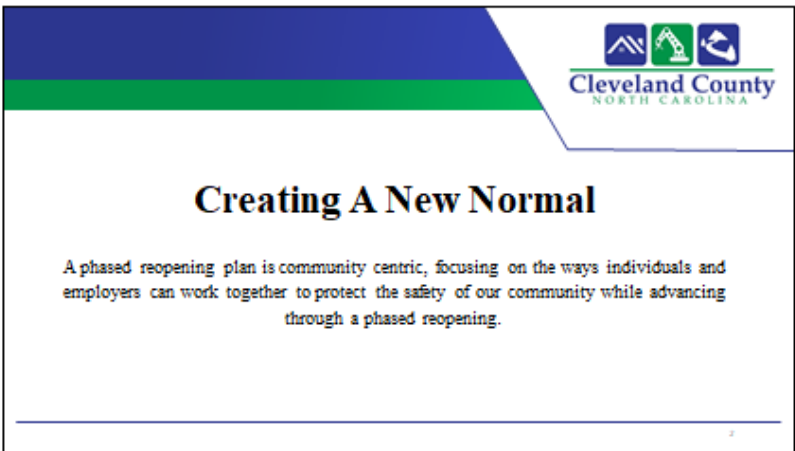 Cleveland County
NORTH CAROLINA
Creating A New Normal
A phased reopening plan is community centric, focusing on the ways individuals and
employers can work together to protect the safety of our community while advancing
through a phased reopening.
2